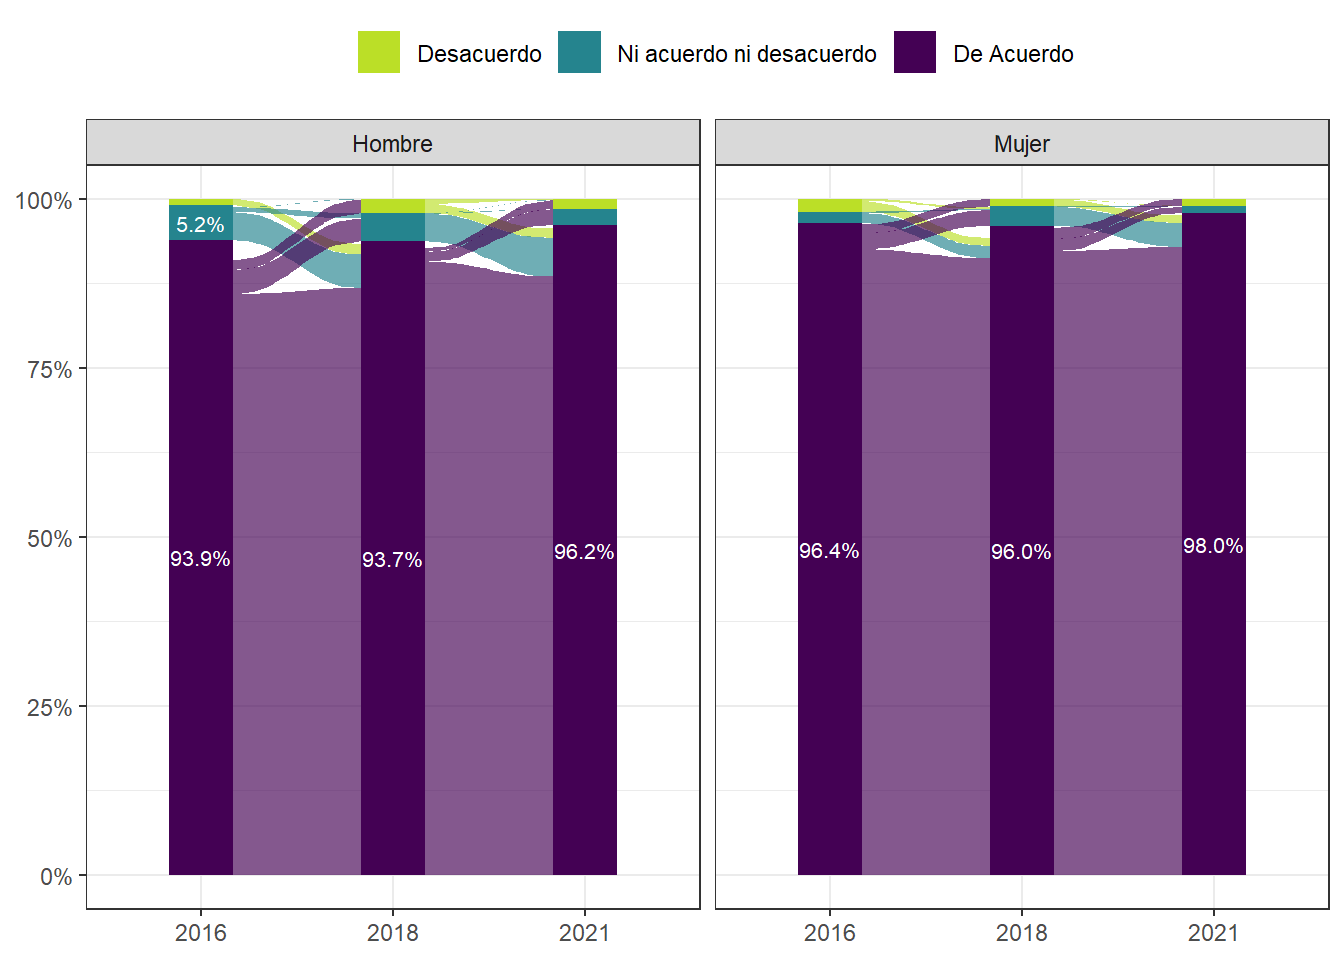 Desacuerdo Ni acuerdo ni desacuerdo De Acuerdo
Hombre Mujer
100%
75%
50%
25%
0%
5.2%
93.9% 93.7% 96.2%
96.4% 96.0% 98.0%
2016 2018 2021
2016 2018 2021